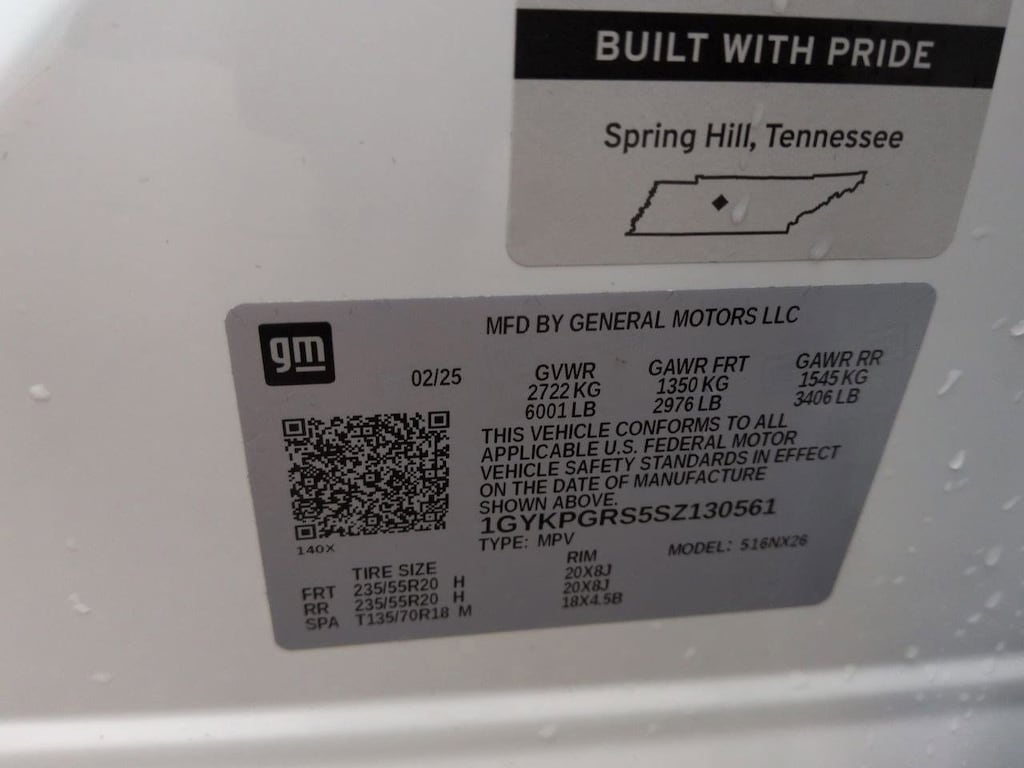 BUILT WITH PRIDE
Spring Hill, Tennessee
gm
MFD BY GENERAL MOTORS LLC
02/25
GVWR
2722 KG
6001 LB
GAWR FRT
1350 KG
2976 LB
GAWR RR
1545 KG
3406 LB
THIS VEHICLE CONFORMS TO ALL
APPLICABLE U.S. FEDERAL MOTOR
VEHICLE SAFETY STANDARDS IN EFFECT
ON THE DATE OF MANUFACTURE
SHOWN ABOVE.
1GYKPGRS5SZ130561
TYPE: MPV
MODEL: 516NX26
140X
TIRE SIZE
RIM
FRT 235/55R20 H 20X8J
RR 235/55R20 H 20X8J
SPA T135/70R18 M 18X4.5B